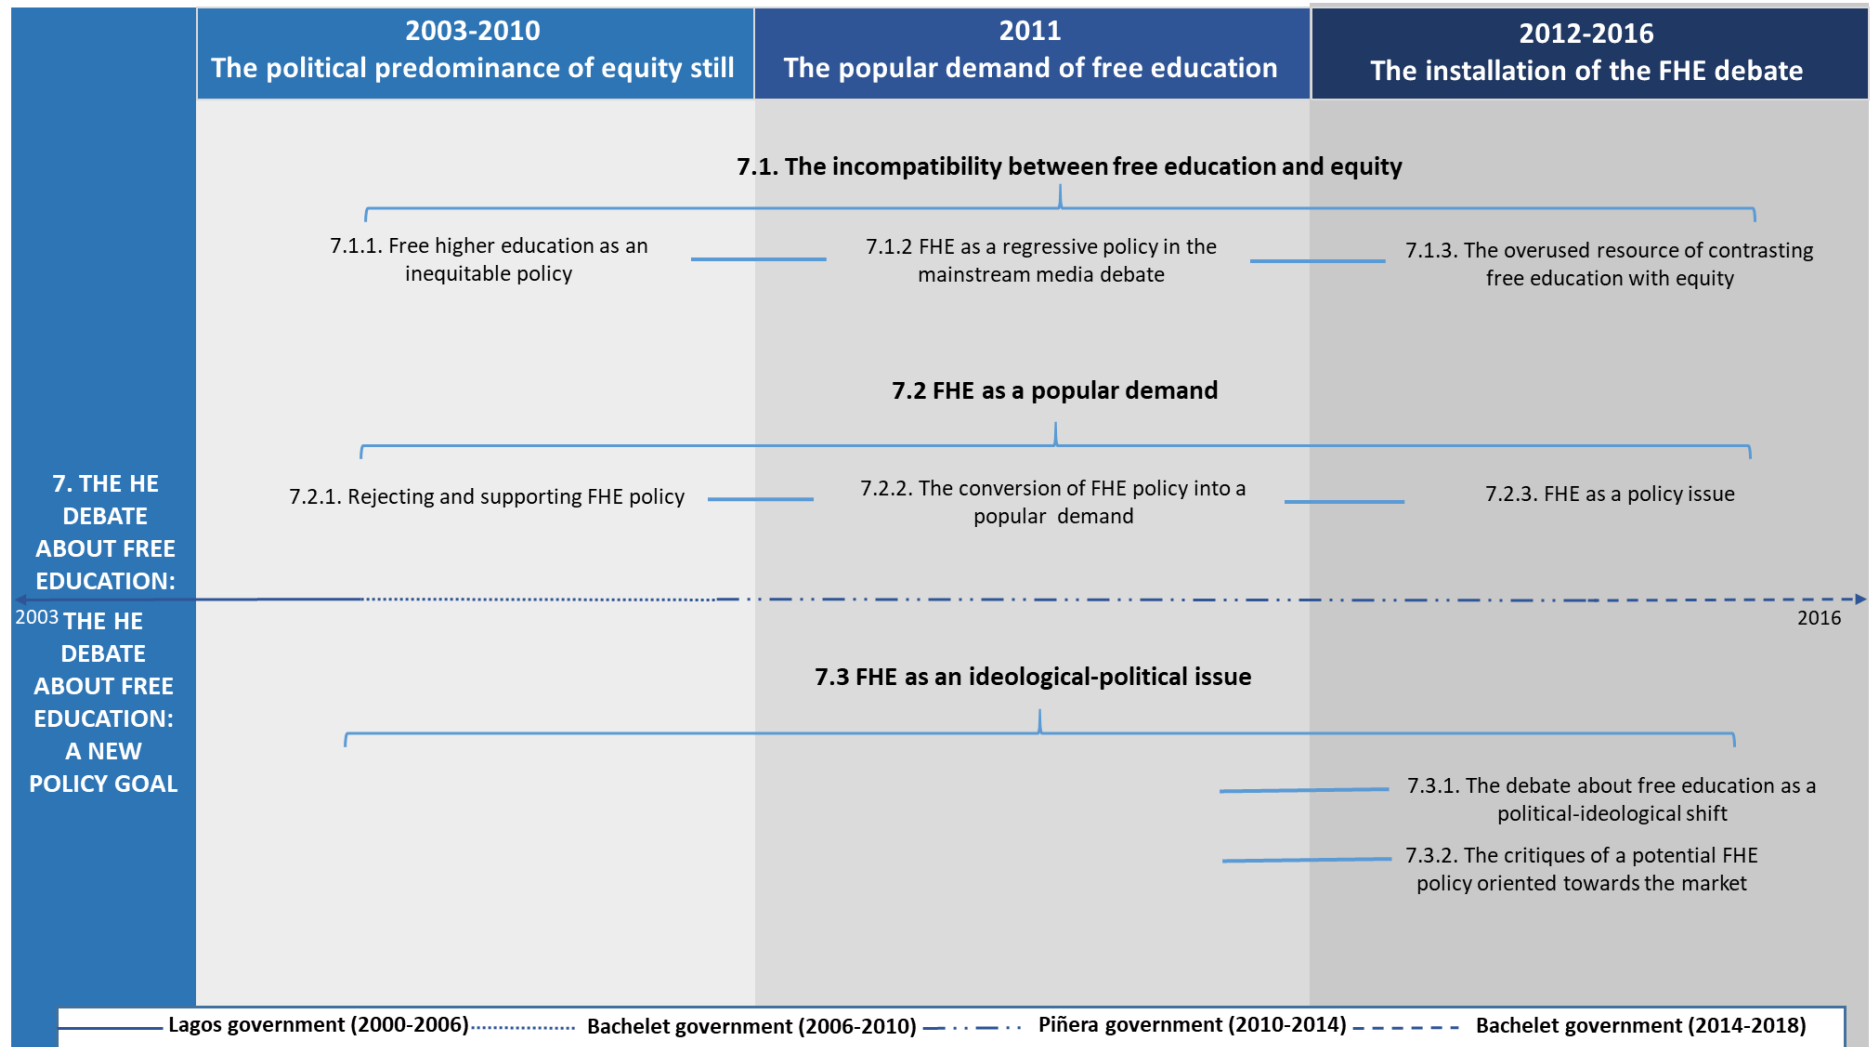 2003-2010
The political predominance of equity still
2011
The popular demand of free education
2012-2016
The installation of the FHE debate
7.1. The incompatibility between free education and equity
7.1.1. Free higher education as an
inequitable policy
7.1.2 FHE as a regressive policy in the
mainstream media debate
7.1.3. The overused resource of contrasting
free education with equity
7.2 FHE as a popular demand
7.2.1. Rejecting and supporting FHE policy
7.2.2. The conversion of FHE policy into a
popular demand
7.2.3. FHE as a policy issue
7. THE HE
DEBATE
ABOUT FREE
EDUCATION:
2003
2016
THE HE
DEBATE
ABOUT FREE
EDUCATION:
A NEW
POLICY GOAL
7.3 FHE as an ideological-political issue
7.3.1. The debate about free education as a
political-ideological shift
7.3.2. The critiques of a potential FHE
policy oriented towards the market
Lagos government (2000-2006)
Bachelet government (2006-2010)
Piñera government (2010-2014)
Bachelet government (2014-2018)